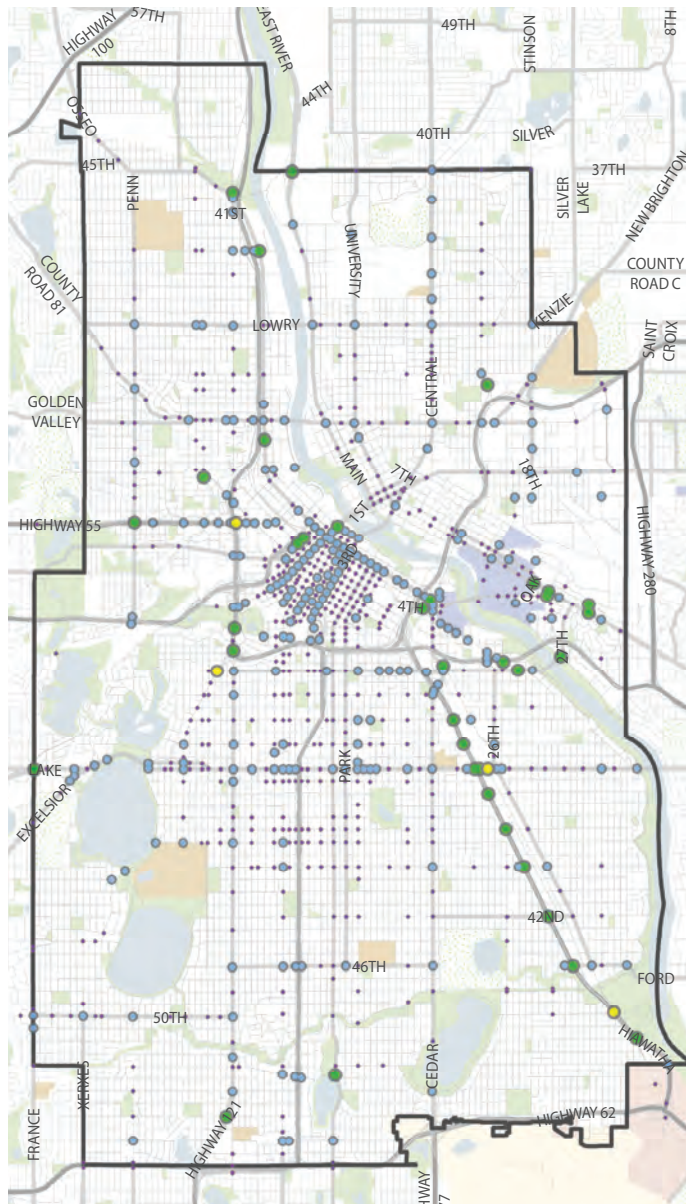 57TH
HIGHWAY
100
EAST RIVER
44TH
49TH
STINSON
8TH
OSSEO
40TH
SILVER
45TH
37TH
PENN
41ST
UNIVERSITY
SILVER
LAKE
NEW BRIGHTON
COUNTY
ROAD 81
COUNTY
ROAD C
LOWRY
KENZIE
SAINT
CROIX
GOLDEN
VALLEY
CENTRAL
MAIN
7TH
18TH
1ST
HIGHWAY 55
3RD
HIGHWAY 280
OAK
4TH
27TH
26TH
LAKE
PARK
EXCELSIOR
42ND
46TH
FORD
50TH
HIAWATHA
XERXES
CEDAR
FRANCE
HIGHWAY 121
HIGHWAY 62
77